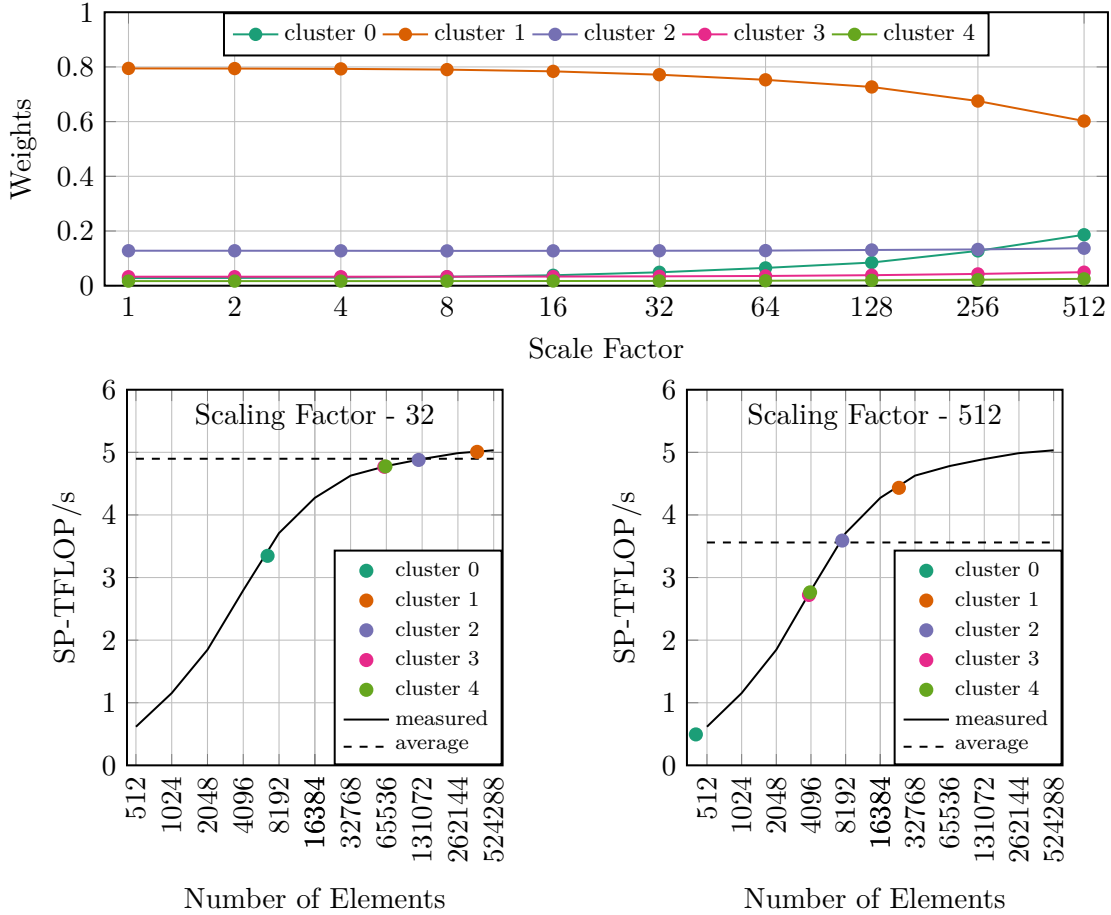 cluster 0 cluster 1 cluster 2 cluster 3 cluster 4
1
0.8
0.6
0.4
0.2
0
Weights
1 2 4 8 16 32 64 128 256 512
Scale Factor
Scaling Factor - 32
6
5
4
3
2
1
0
SP-TFLOP/s
cluster 0
cluster 1
cluster 2
cluster 3
cluster 4
measured
average
512 1024 2048 4096 8192 16384 32768 65536 131072 262144 524288
Number of Elements
Scaling Factor - 512
6
5
4
3
2
1
0
SP-TFLOP/s
cluster 0
cluster 1
cluster 2
cluster 3
cluster 4
measured
average
512 1024 2048 4096 8192 16384 32768 65536 131072 262144 524288
Number of Elements